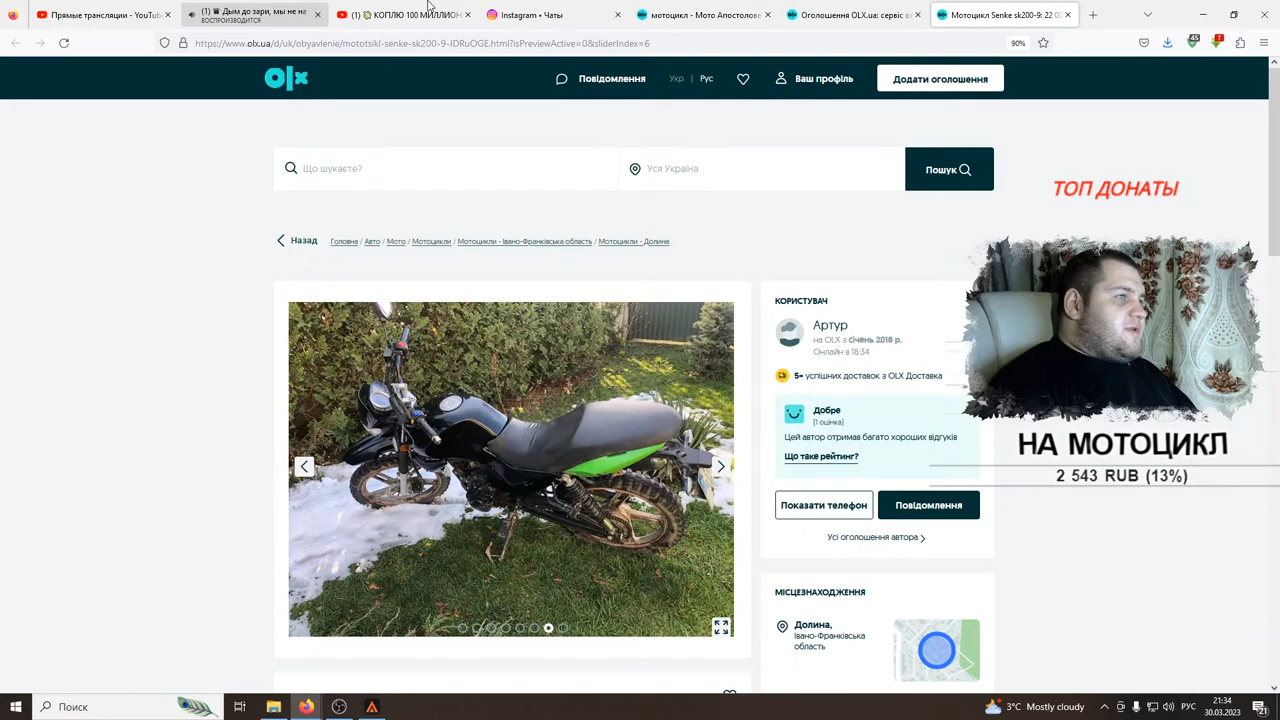 Прямые трансляции - YouTube
(1) 👑 Дым до зари, мы не на
ВОСПРОИЗВОДИТСЯ
(1) 💸 КОПЛЮ 100 МИЛЛИОН
Instagram • Чаты
мотоцикл - Мото Апостолове
Оголошення OLX.ua: сервіс о
Мотоцикл Senke sk200-9: 22 0
https://www.olx.ua/d/uk/obyavlenie/mototsikl-senke-sk200-9-IDRuOGE.html?isPreviewActive=0&sliderIndex=6
90%
45
?
olx
Повідомлення
Укр | Рус
Ваш профіль
Додати оголошення
Що шукаєте?
Уся Україна
Пошук
ТОП ДОНАТЫ
Назад
Головна / Авто / Мото / Мотоцикли / Мотоцикли - Івано-Франківська область / Мотоцикли - Долина
КОРИСТУВАЧ
Артур
на OLX з січень 2018 р.
Онлайн в 18:34
5+ успішних доставок з OLX Доставка
Добре
(1 оцінка)
Цей автор отримав багато хороших відгуків
Що таке рейтинг?
НА МОТОЦИКЛ
2 543 RUB (13%)
Показати телефон
Повідомлення
Усі оголошення автора
МІСЦЕЗНАХОДЖЕННЯ
Долина,
Івано-Франківська
область
Поиск
3°C Mostly cloudy
РУС
21:34
30.03.2023